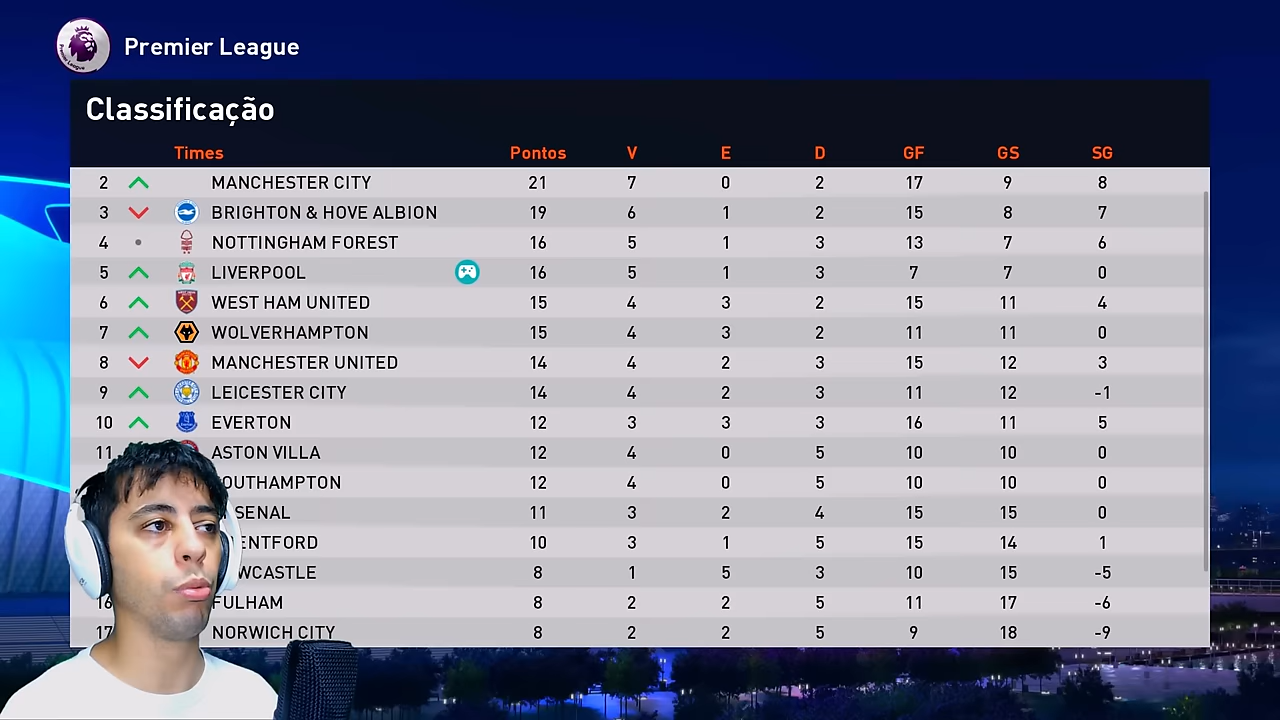 Premier League
Classificação
Times Pontos V E D GF GS SG
2 MANCHESTER CITY 21 7 0 2 17 9 8
3 BRIGHTON & HOVE ALBION 19 6 1 2 15 8 7
4 NOTTINGHAM FOREST 16 5 1 3 13 7 6
5 LIVERPOOL 16 5 1 3 7 7 0
6 WEST HAM UNITED 15 4 3 2 15 11 4
7 WOLVERHAMPTON 15 4 3 2 11 11 0
8 MANCHESTER UNITED 14 4 2 3 15 12 3
9 LEICESTER CITY 14 4 2 3 11 12 -1
10 EVERTON 12 3 3 3 16 11 5
11 ASTON VILLA 12 4 0 5 10 10 0
OUTHAMPTON 12 4 0 5 10 10 0
SENAL 11 3 2 4 15 15 0
ENTFORD 10 3 1 5 15 14 1
WCASTLE 8 1 5 3 10 15 -5
16 FULHAM 8 2 2 5 11 17 -6
17 NORWICH CITY 8 2 2 5 9 18 -9